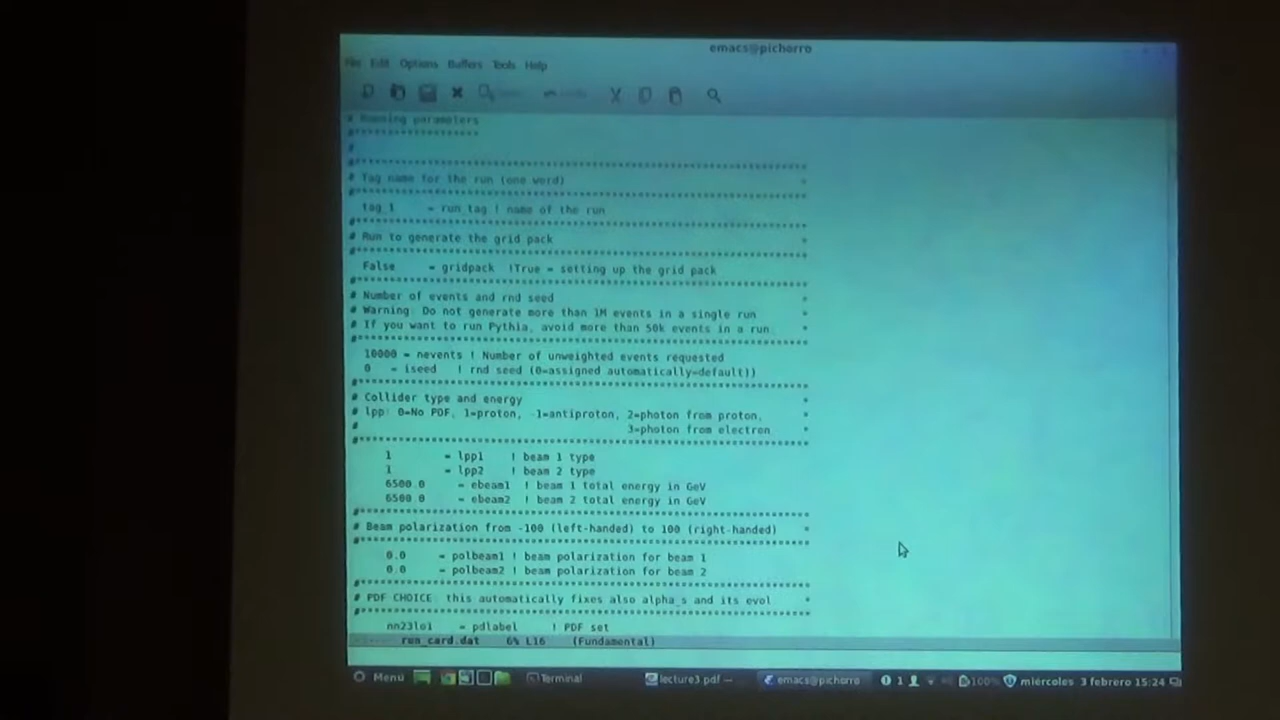 emacs@pichorro
File Edit Options Buffers Tools Help
# Running parameters
#*******************
#
#*********************************************************************
# Tag name for the run (one word) *
#*********************************************************************
tag_1 = run_tag ! name of the run
#*********************************************************************
# Run to generate the grid pack *
#*********************************************************************
False = gridpack !True = setting up the grid pack
#*********************************************************************
# Number of events and rnd seed *
# Warning: Do not generate more than 1M events in a single run *
# If you want to run Pythia, avoid more than 50k events in a run. *
#*********************************************************************
10000 = nevents ! Number of unweighted events requested
0 = iseed ! rnd seed (0=assigned automatically=default))
#*********************************************************************
# Collider type and energy *
# lpp: 0=No PDF, 1=proton, -1=antiproton, 2=photon from proton, *
# 3=photon from electron *
#*********************************************************************
1 = lpp1 ! beam 1 type
1 = lpp2 ! beam 2 type
6500.0 = ebeam1 ! beam 1 total energy in GeV
6500.0 = ebeam2 ! beam 2 total energy in GeV
#*********************************************************************
# Beam polarization from -100 (left-handed) to 100 (right-handed) *
#*********************************************************************
0.0 = polbeam1 ! beam polarization for beam 1
0.0 = polbeam2 ! beam polarization for beam 2
#*********************************************************************
# PDF CHOICE: this automatically fixes also alpha_s and its evol. *
#*********************************************************************
nn23lo1 = pdlabel ! PDF set
run_card.dat 6% L16 (Fundamental)
Menú Terminal lecture3.pdf — emacs@pichorro 1 100% miércoles 3 febrero 15:24